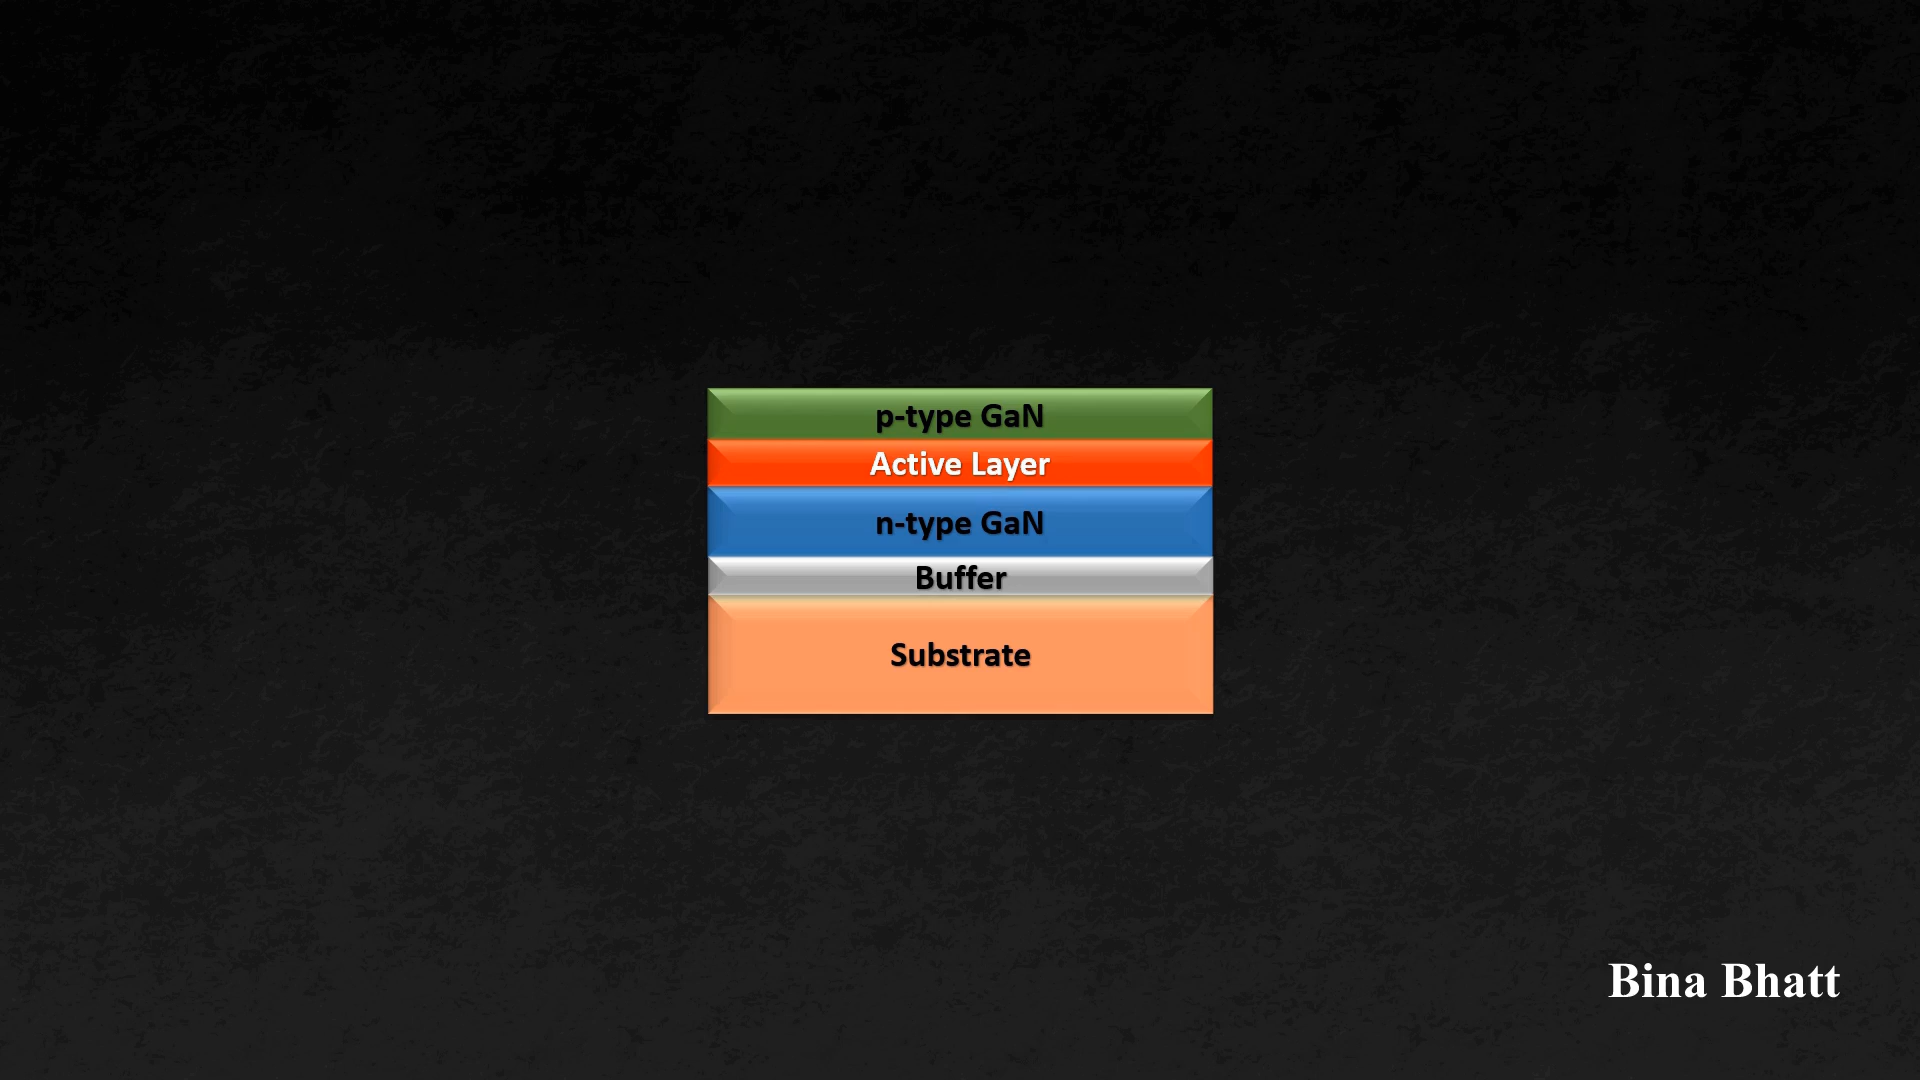 p-type GaN
Active Layer
n-type GaN
Buffer
Substrate
Bina Bhatt